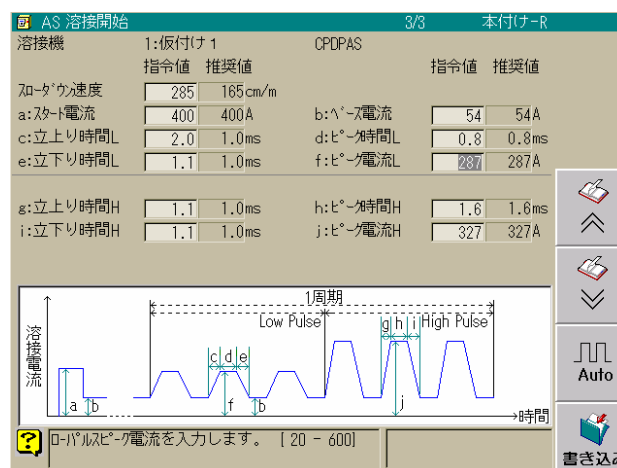 AS 溶接開始 3/3 本付け-R
溶接機 1:仮付け1 CPDPAS
指令値 推奨値 指令値 推奨値
ｽﾛｰﾀﾞｳﾝ速度 285 165cm/m
a:ｽﾀｰﾄ電流 400 400A b:ﾍﾞｰｽ電流 54 54A
c:立上り時間L 2.0 1.0ms d:ﾋﾟｰｸ時間L 0.8 0.8ms
e:立下り時間L 1.1 1.0ms f:ﾋﾟｰｸ電流L 287 287A
g:立上り時間H 1.1 1.0ms h:ﾋﾟｰｸ時間H 1.6 1.6ms
i:立下り時間H 1.1 1.0ms j:ﾋﾟｰｸ電流H 327 327A
1周期
Low Pulse High Pulse
g h i
c d e
溶接電流
a b f b j
時間
Auto
ﾛｰﾊﾟﾙｽﾋﾟｰｸ電流を入力します。 [ 20 - 600]
書き込み